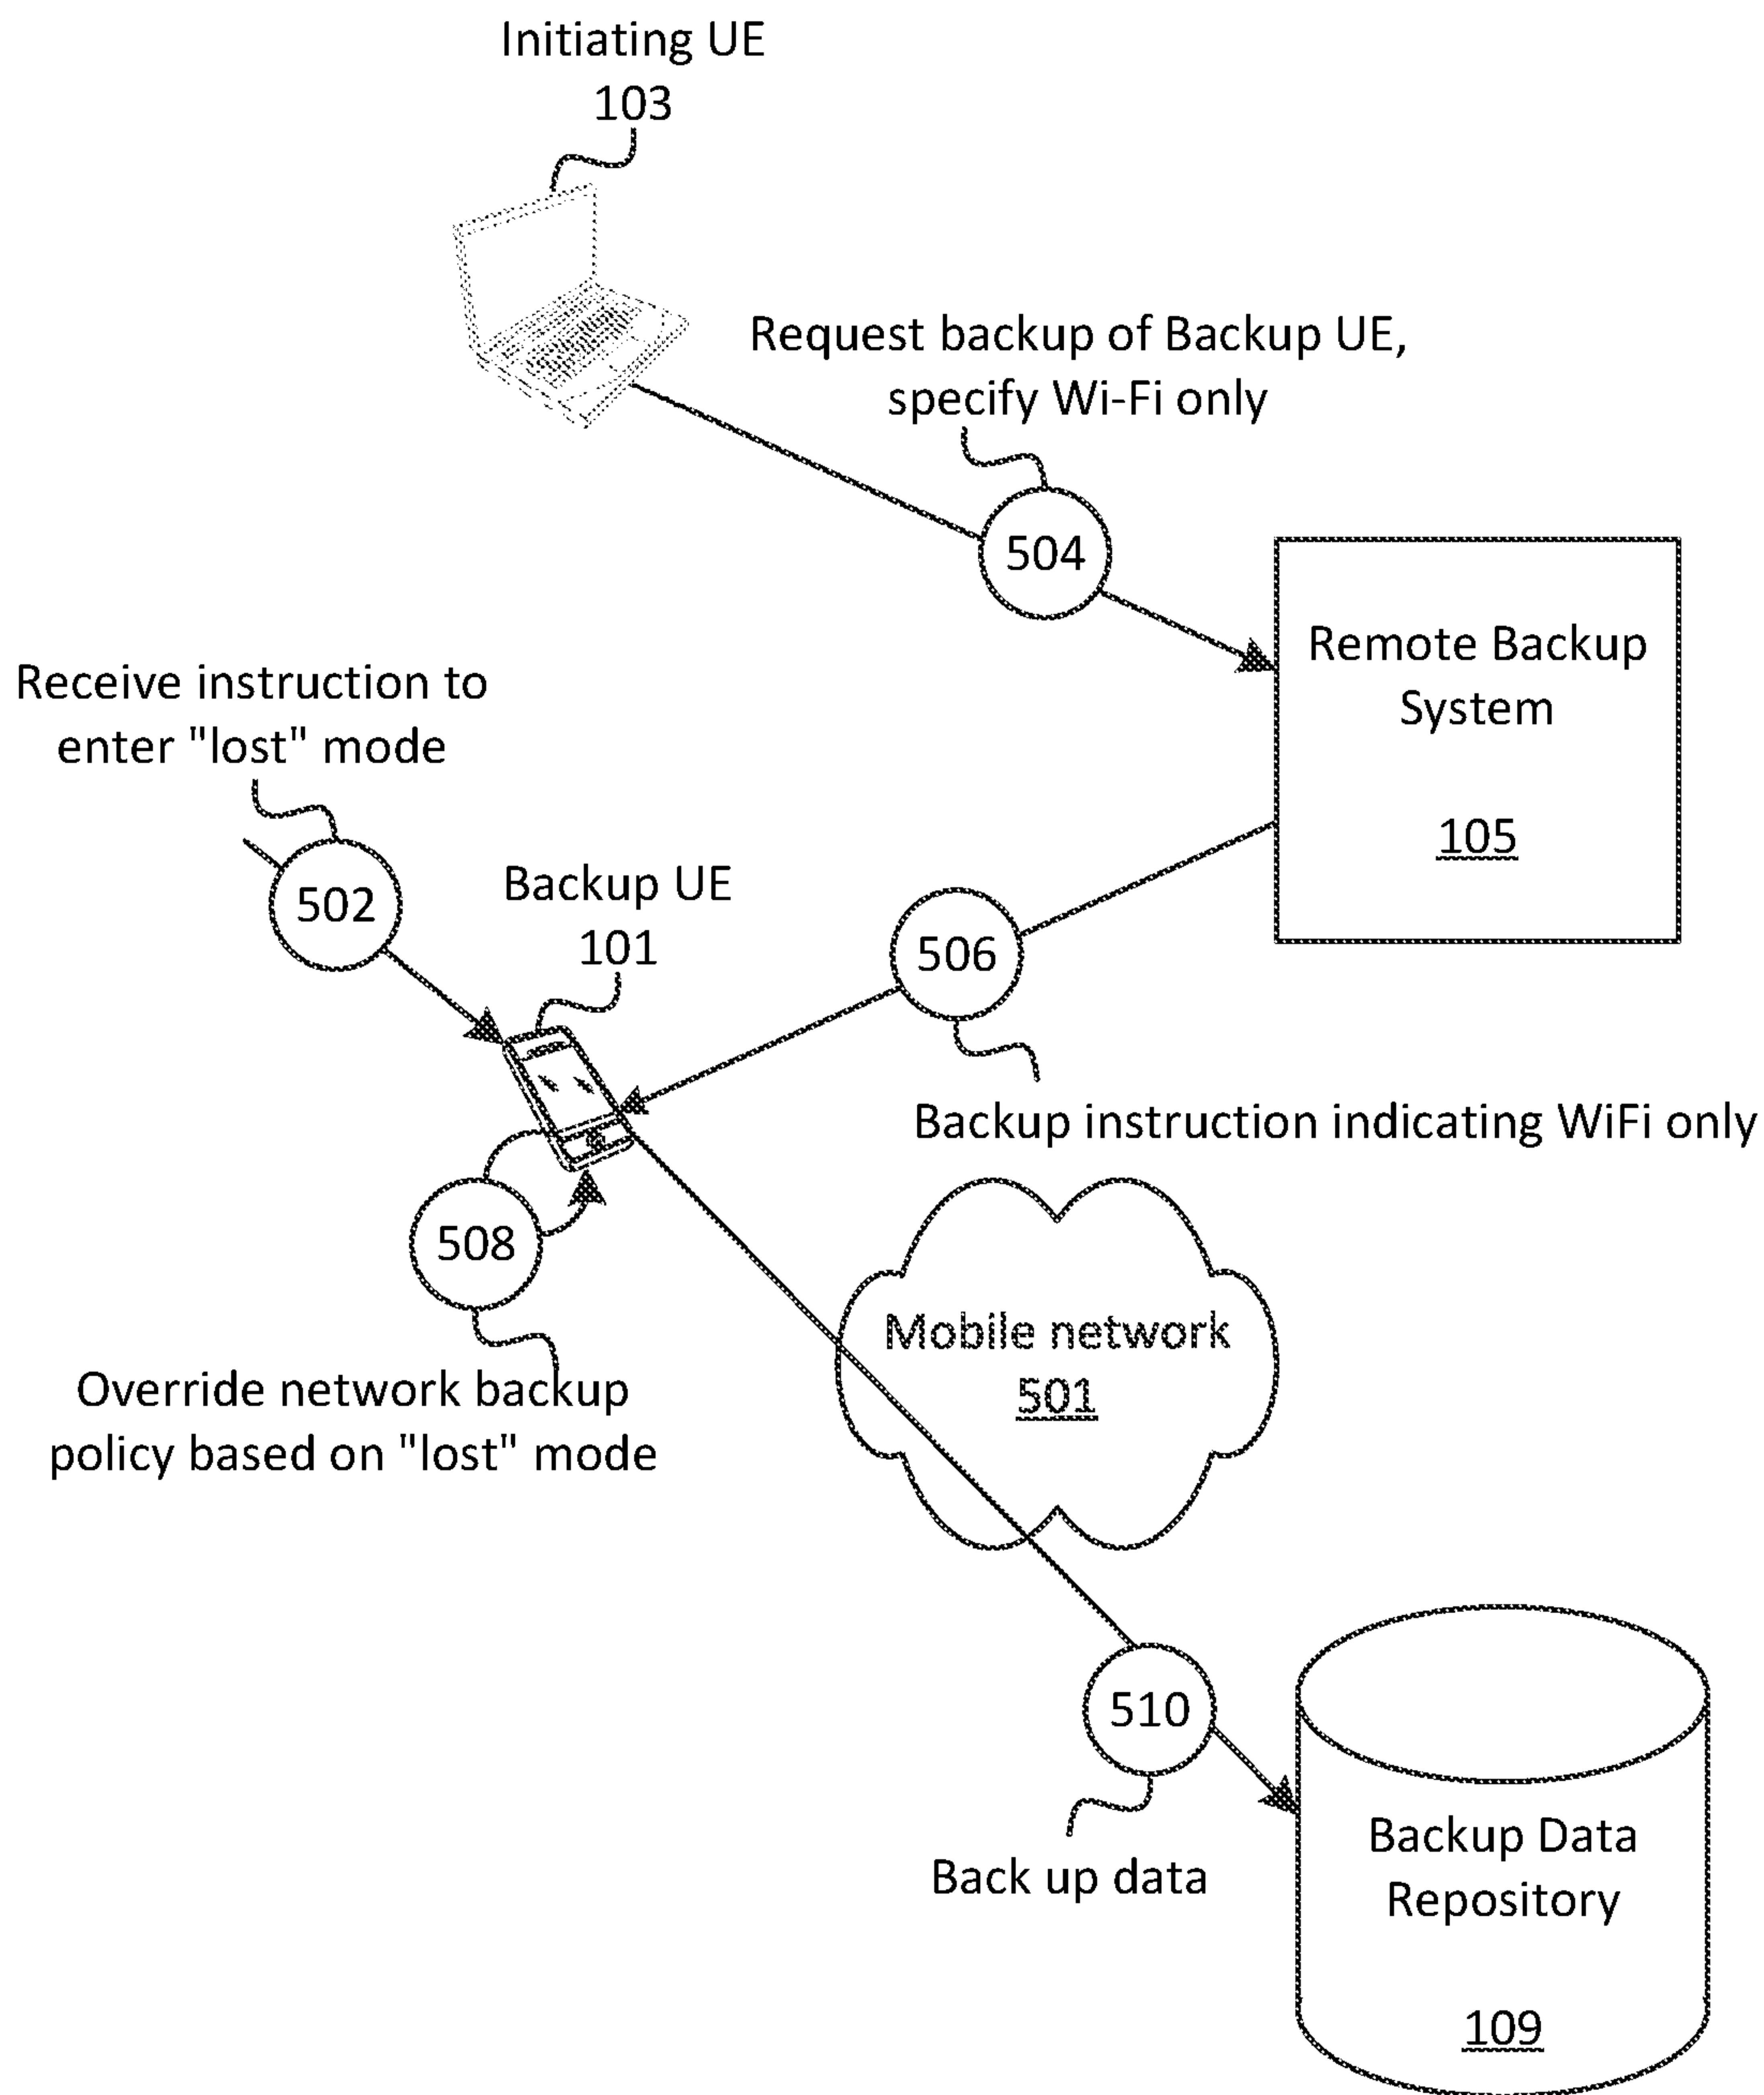 Initiating UE
103
Request backup of Backup UE,
specify Wi-Fi only
504
Remote Backup
System
105
Receive instruction to
enter "lost" mode
502
Backup UE
101
506
Backup instruction indicating WiFi only
508
Override network backup
policy based on "lost" mode
Mobile network
501
510
Back up data
Backup Data
Repository
109